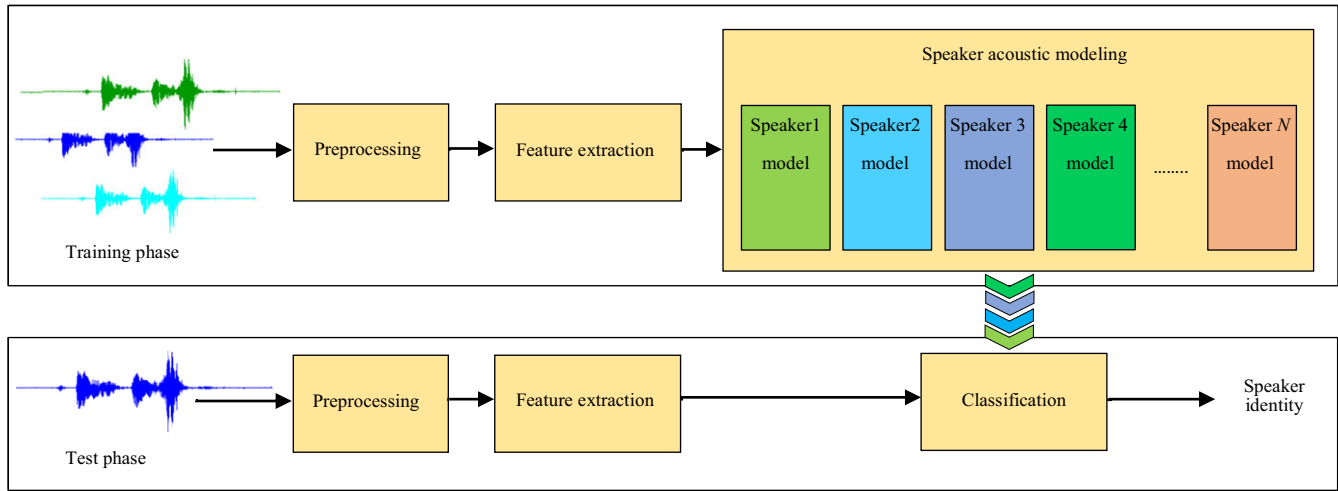 Speaker acoustic modeling
Preprocessing
Feature extraction
Speaker1
model
Speaker2
model
Speaker 3
model
Speaker 4
model
........
Speaker N
model
Training phase
Preprocessing
Feature extraction
Classification
Speaker
identity
Test phase